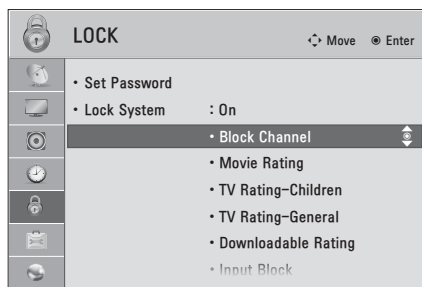 LOCK
Move Enter
• Set Password
• Lock System : On
• Block Channel
• Movie Rating
• TV Rating-Children
• TV Rating-General
• Downloadable Rating
• Input Block